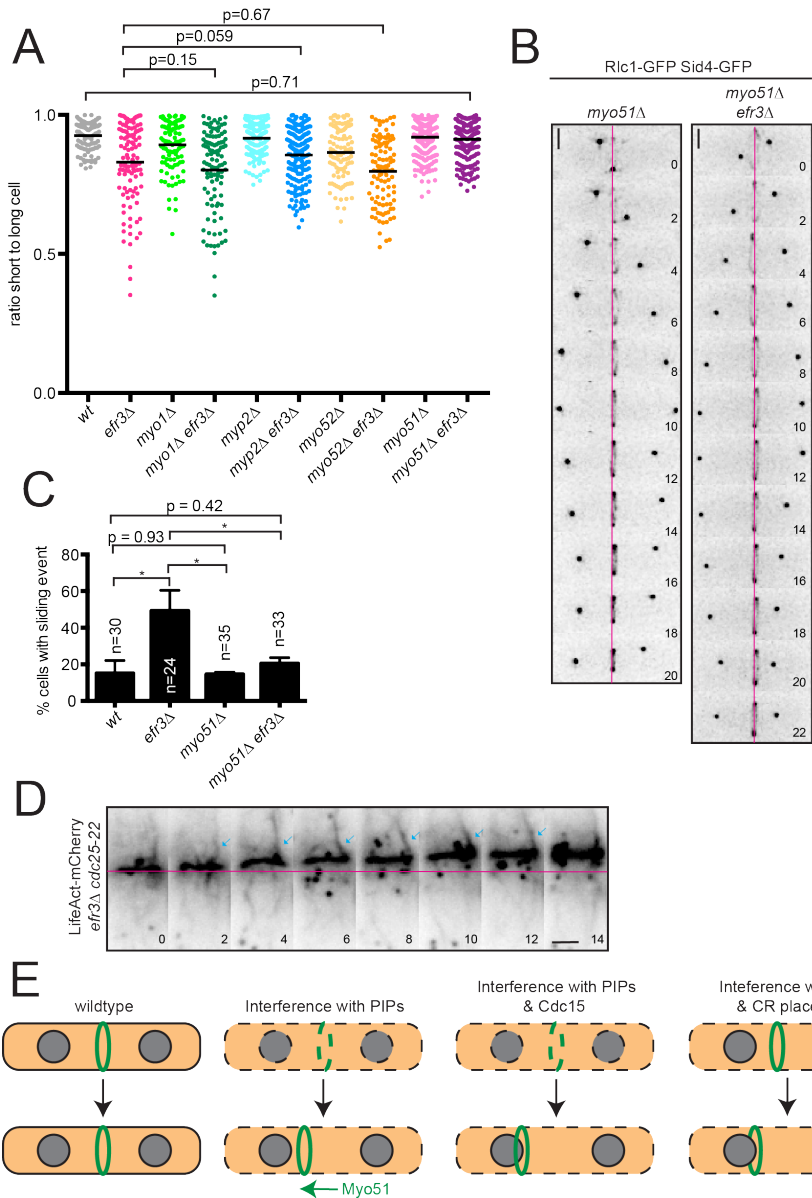 A
p=0.67
p=0.059
p=0.15
p=0.71
1.0
0.5
0.0
ratio short to long cell
wt
efr3Δ
myo1Δ
myo1Δ efr3Δ
myp2Δ
myp2Δ efr3Δ
myo52Δ
myo52Δ efr3Δ
myo51Δ
myo51Δ efr3Δ
B
Rlc1-GFP Sid4-GFP
myo51Δ
0
2
4
6
8
10
12
14
16
18
20
myo51Δ
efr3Δ
0
2
4
6
8
10
12
14
16
18
20
22
C
p = 0.42
*
p = 0.93
*
*
80
60
40
20
0
% cells with sliding event
n=30
n=24
n=35
n=33
wt
efr3Δ
myo51Δ
myo51Δ efr3Δ
D
LifeAct-mCherry
efr3Δ cdc25-22
0
2
4
6
8
10
12
14
E
wildtype
Interference with PIPs
Interference with PIPs
& Cdc15
Inteference w
& CR place
Myo51